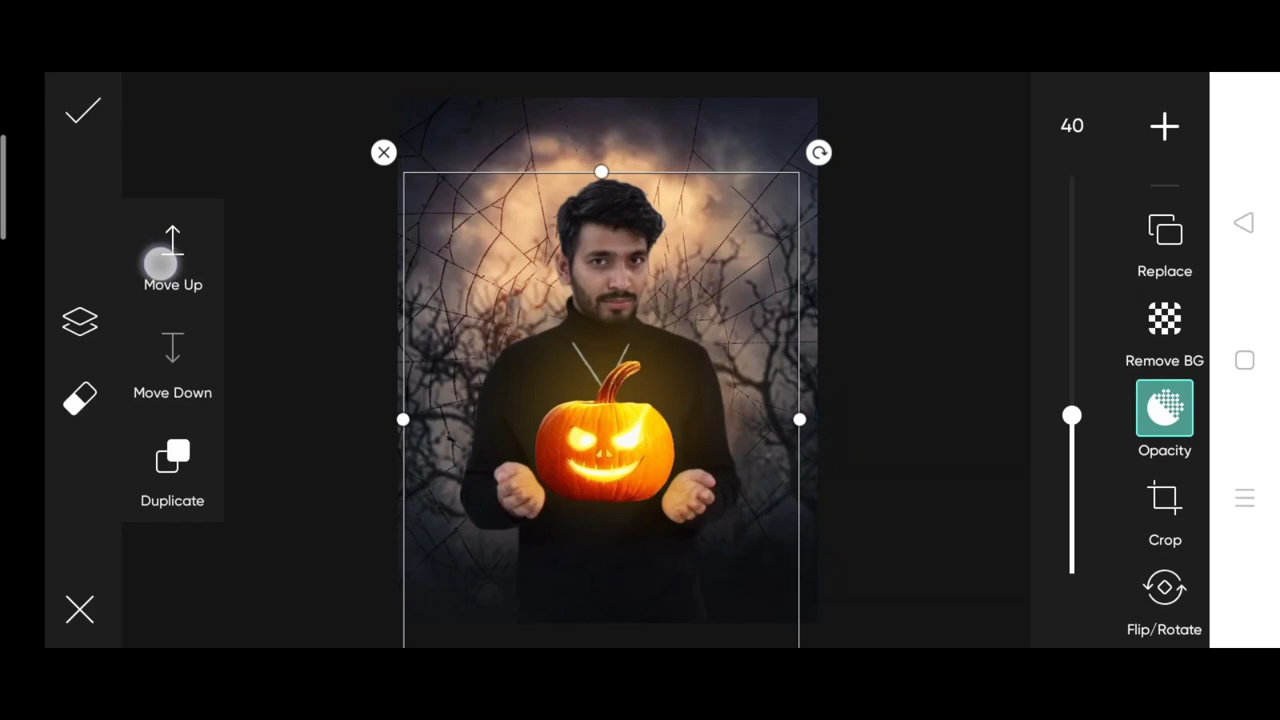 40
Move Up
Move Down
Duplicate
Replace
Remove BG
Opacity
Crop
Flip/Rotate